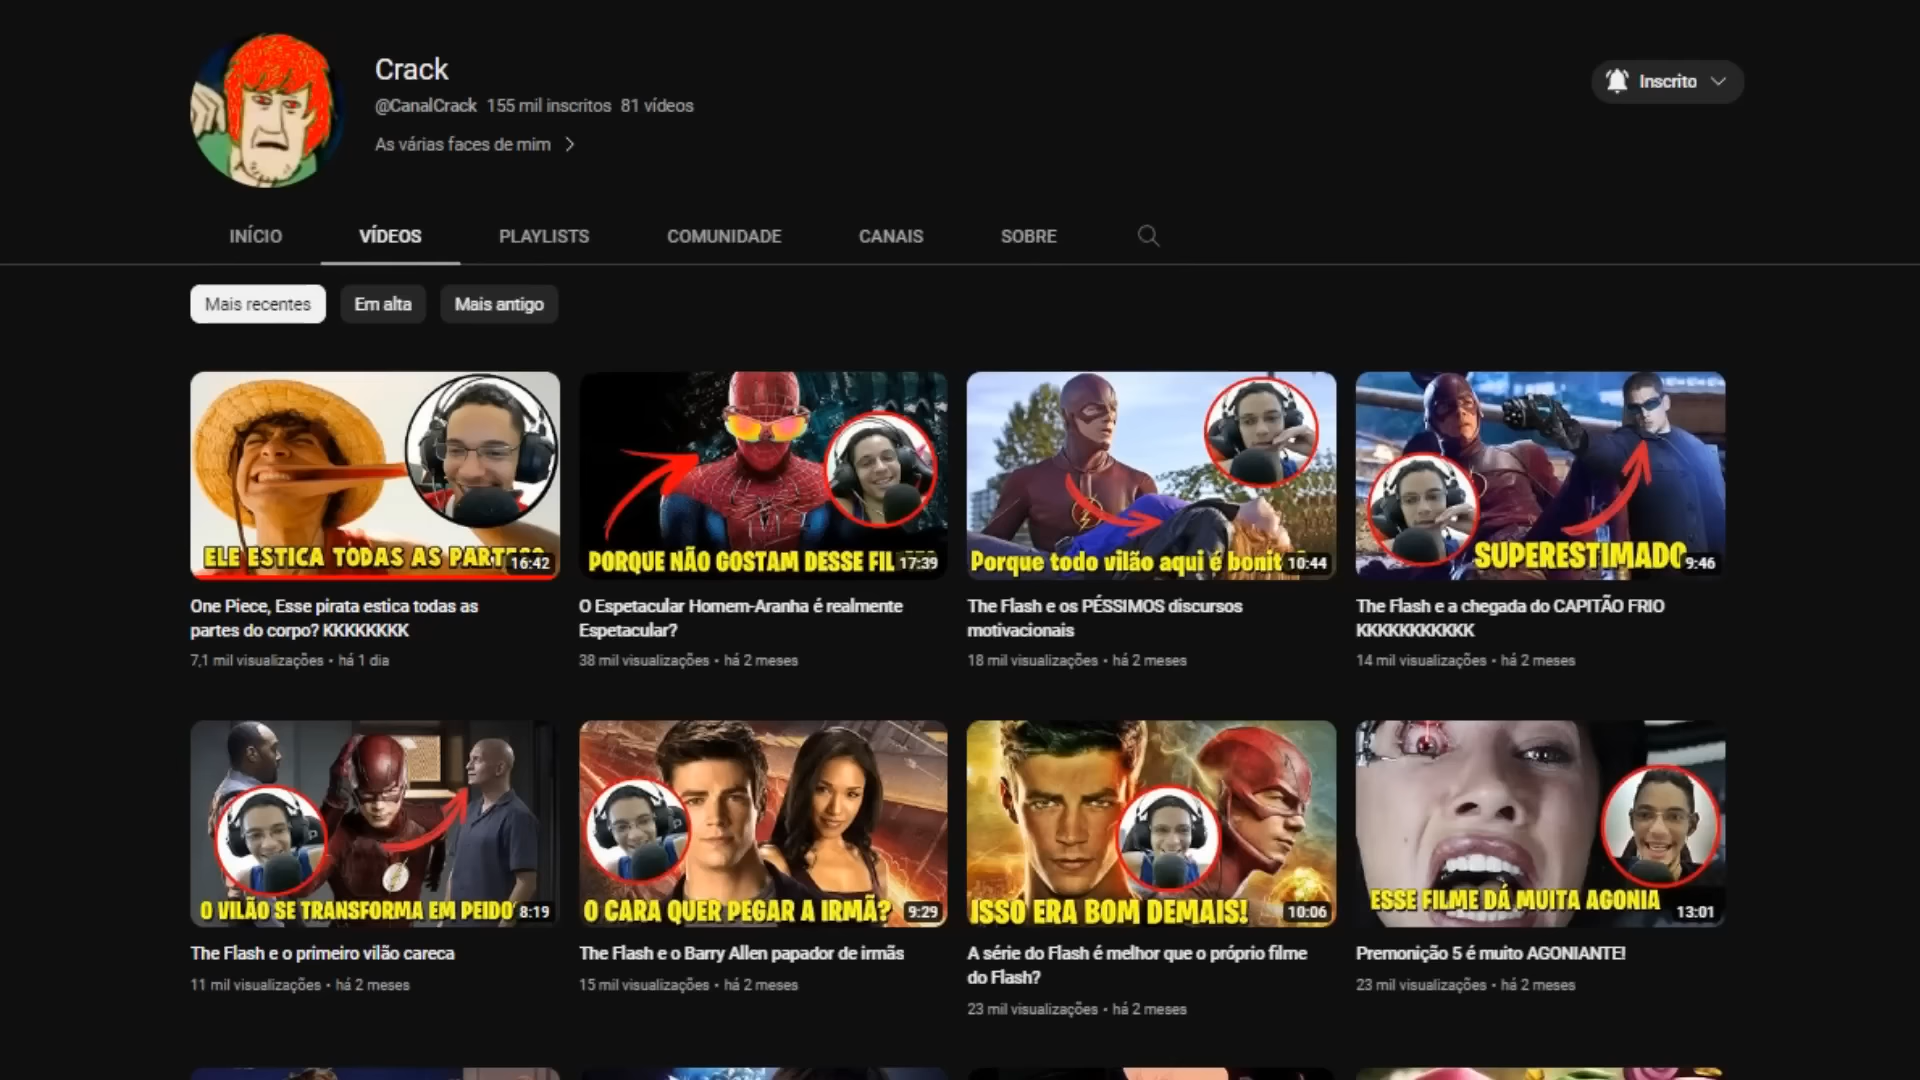 Crack
@CanalCrack 155 mil inscritos 81 vídeos
As várias faces de mim
Inscrito
INÍCIO VÍDEOS PLAYLISTS COMUNIDADE CANAIS SOBRE
Mais recentes Em alta Mais antigo
ELE ESTICA TODAS AS
16:42
PORQUE NÃO GOSTAM DESSE
17:39
Porque todo vilão aqui é
10:44
SUPERESTIMADO
9:46
One Piece, Esse pirata estica todas as
partes do corpo? KKKKKKKK
7,1 mil visualizações • há 1 dia
O Espetacular Homem-Aranha é realmente
Espetacular?
38 mil visualizações • há 2 meses
The Flash e os PÉSSIMOS discursos
motivacionais
18 mil visualizações • há 2 meses
The Flash e a chegada do CAPITÃO FRIO
KKKKKKKKKKK
14 mil visualizações • há 2 meses
O VILÃO SE TRANSFORMA EM PEIDO
8:19
O CARA QUER PEGAR A IRMÃ?
9:29
ISSO ERA BOM DEMAIS!
10:06
ESSE FILME DÁ MUITA AGONIA
13:01
The Flash e o primeiro vilão careca
11 mil visualizações • há 2 meses
The Flash e o Barry Allen papador de irmãs
15 mil visualizações • há 2 meses
A série do Flash é melhor que o próprio filme
do Flash?
23 mil visualizações • há 2 meses
Premonição 5 é muito AGONIANTE!
23 mil visualizações • há 2 meses